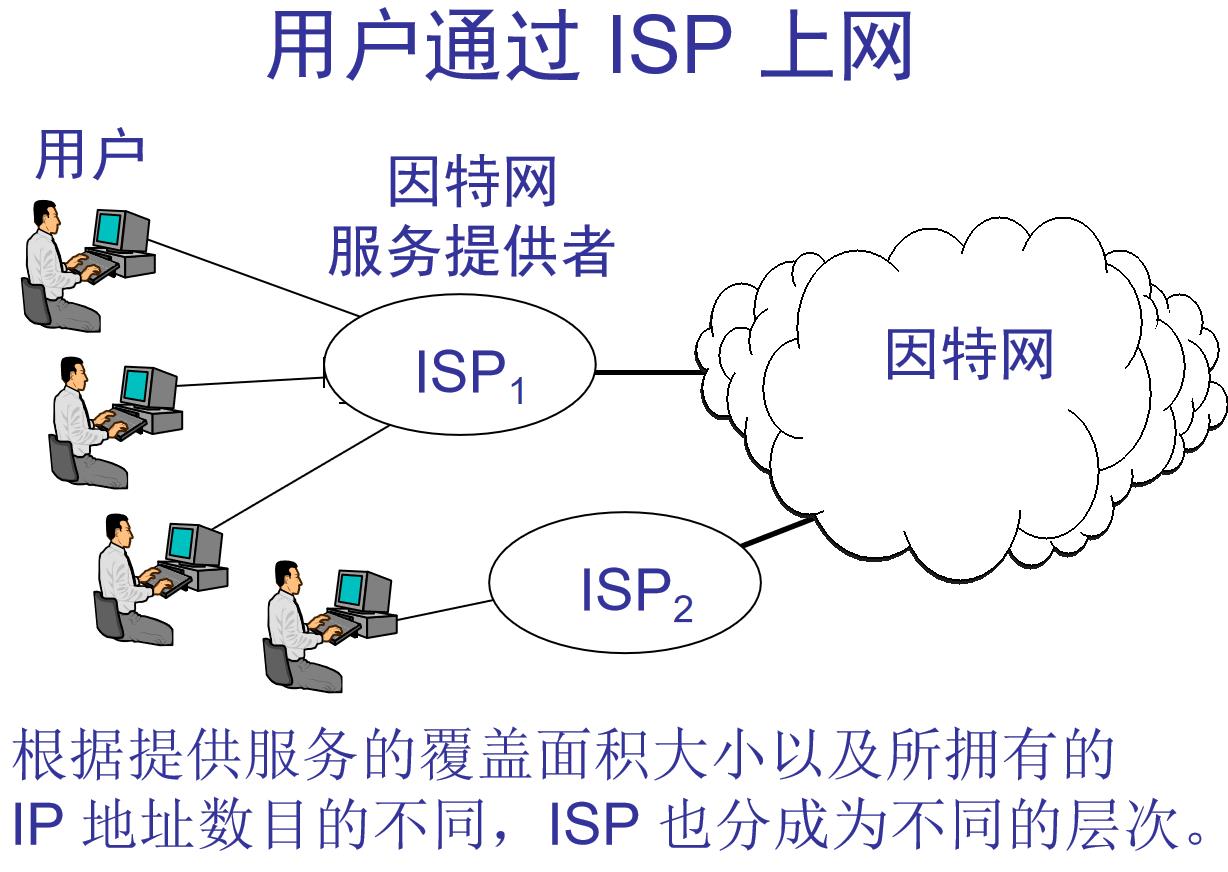 用户通过 ISP 上网
用户
因特网
服务提供者
因特网
ISP1
ISP2
根据提供服务的覆盖面积大小以及所拥有的
IP 地址数目的不同，ISP 也分成为不同的层次。